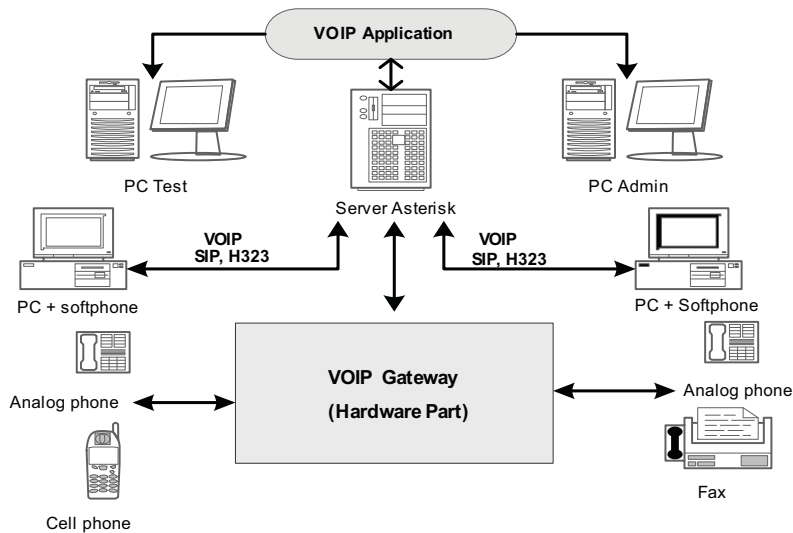 VOIP Application
PC Test
PC Admin
Server Asterisk
VOIP
SIP, H323
VOIP
SIP, H323
PC + softphone
PC + Softphone
VOIP Gateway
(Hardware Part)
Analog phone
Analog phone
Cell phone
Fax